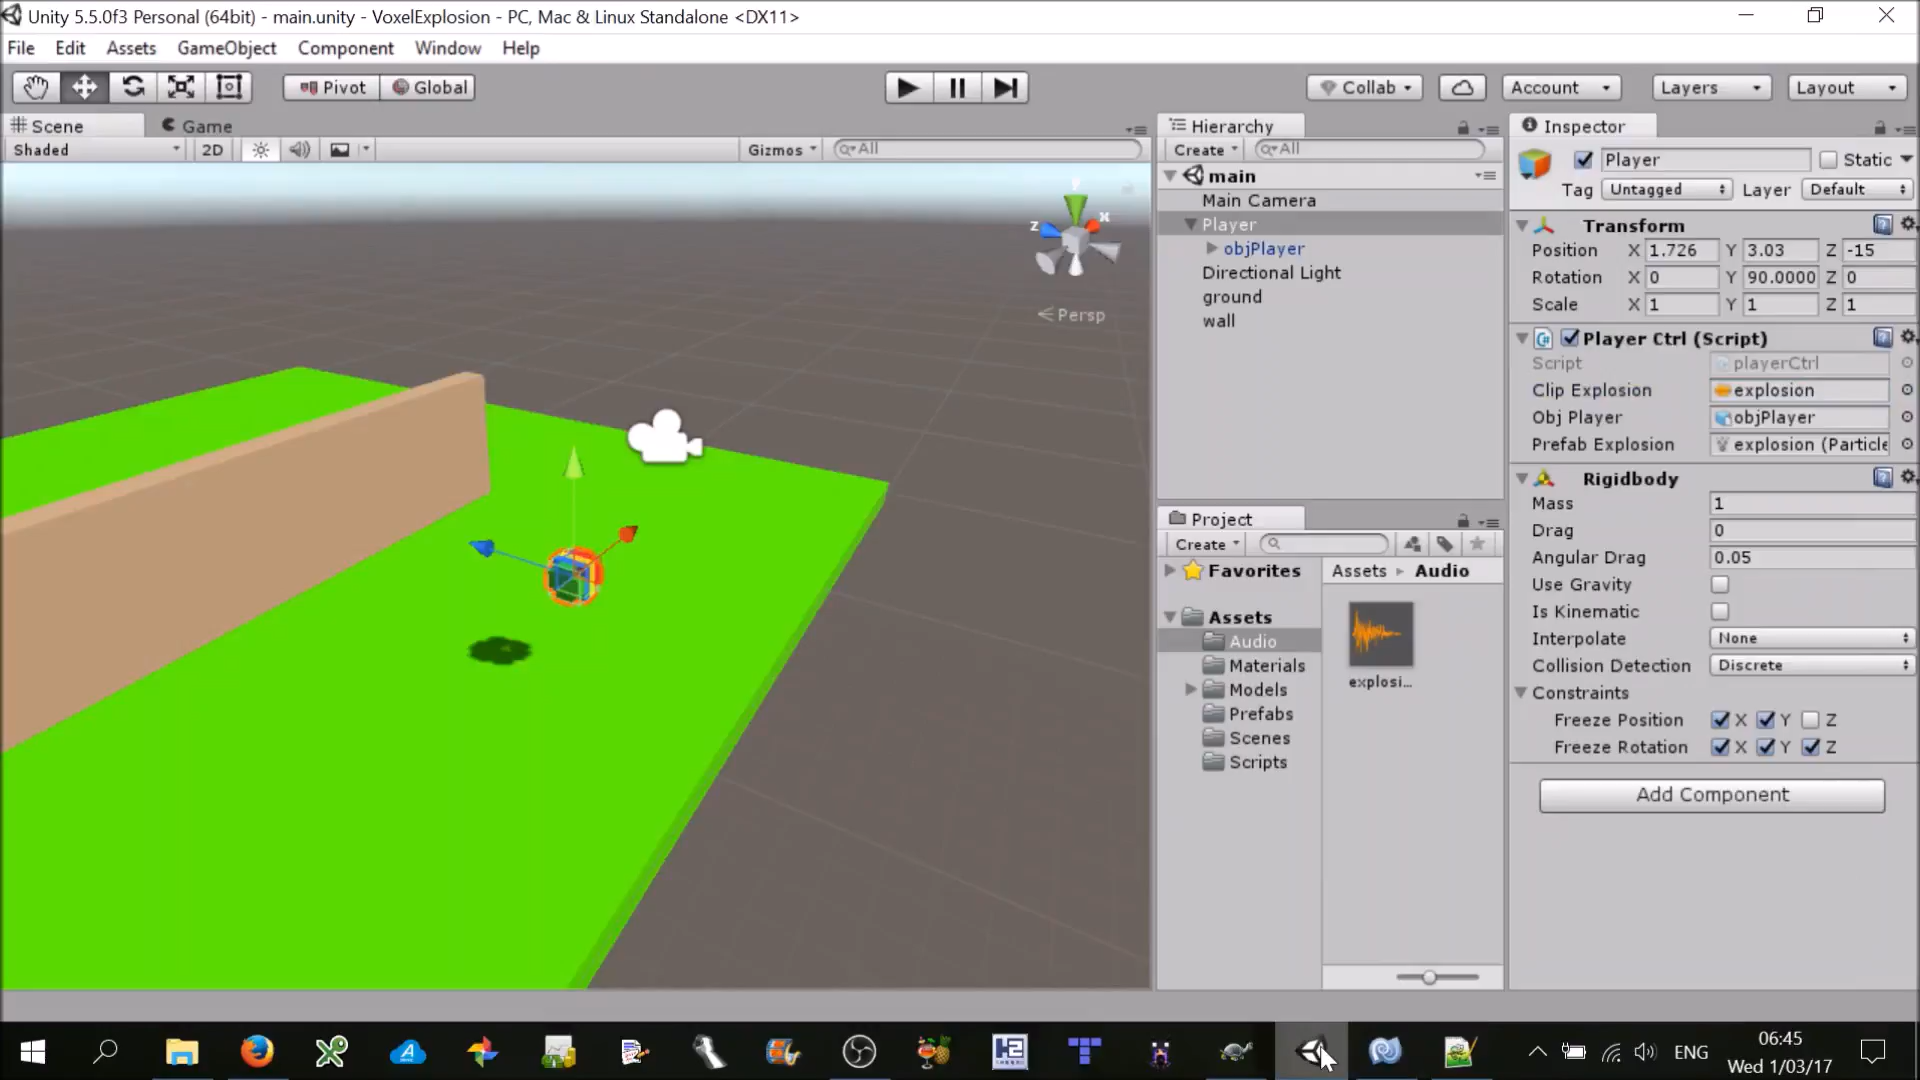 Unity 5.5.0f3 Personal (64bit) - main.unity - VoxelExplosion - PC, Mac & Linux Standalone <DX11>
File Edit Assets GameObject Component Window Help
Pivot Global Collab Account Layers Layout
Scene Game
Shaded 2D Gizmos All
y
x
z
Persp
Hierarchy
Create All
main
Main Camera
Player
objPlayer
Directional Light
ground
wall
Project
Create
Favorites
Assets
Audio
Materials
Models
Prefabs
Scenes
Scripts
Assets Audio
explosi...
Inspector
Player Static
Tag Untagged Layer Default
Transform
Position X 1.726 Y 3.03 Z -15
Rotation X 0 Y 90.0000 Z 0
Scale X 1 Y 1 Z 1
Player Ctrl (Script)
Script playerCtrl
Clip Explosion explosion
Obj Player objPlayer
Prefab Explosion explosion (Particle
Rigidbody
Mass 1
Drag 0
Angular Drag 0.05
Use Gravity
Is Kinematic
Interpolate None
Collision Detection Discrete
Constraints
Freeze Position X Y Z
Freeze Rotation X Y Z
Add Component
ENG
06:45
Wed 1/03/17